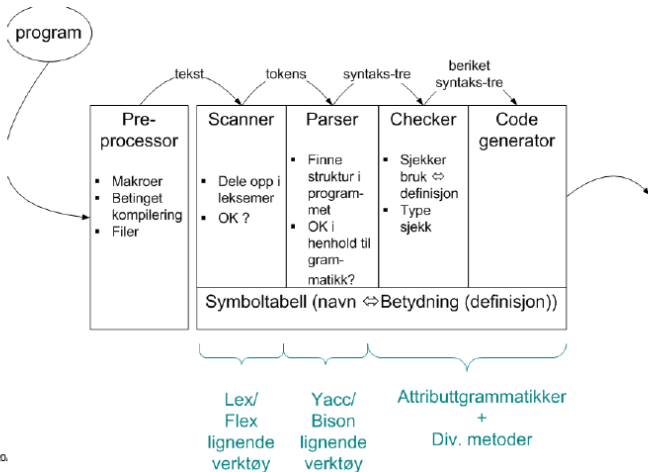 program
tekst
tokens
syntaks-tre
beriket
syntaks-tre
Pre-
processor
▪ Makroer
▪ Betinget
kompilering
▪ Filer
Scanner
▪ Dele opp i
leksemer
▪ OK ?
Parser
▪ Finne
struktur i
program-
met
▪ OK i
henhold til
gram-
matikk?
Checker
▪ Sjekker
bruk ⇔
definisjon
▪ Type
sjekk
Code
generator
Symboltabell (navn ⇔Betydning (definisjon))
Lex/
Flex
lignende
verktøy
Yacc/
Bison
lignende
verktøy
Attributtgrammatikker
+
Div. metoder